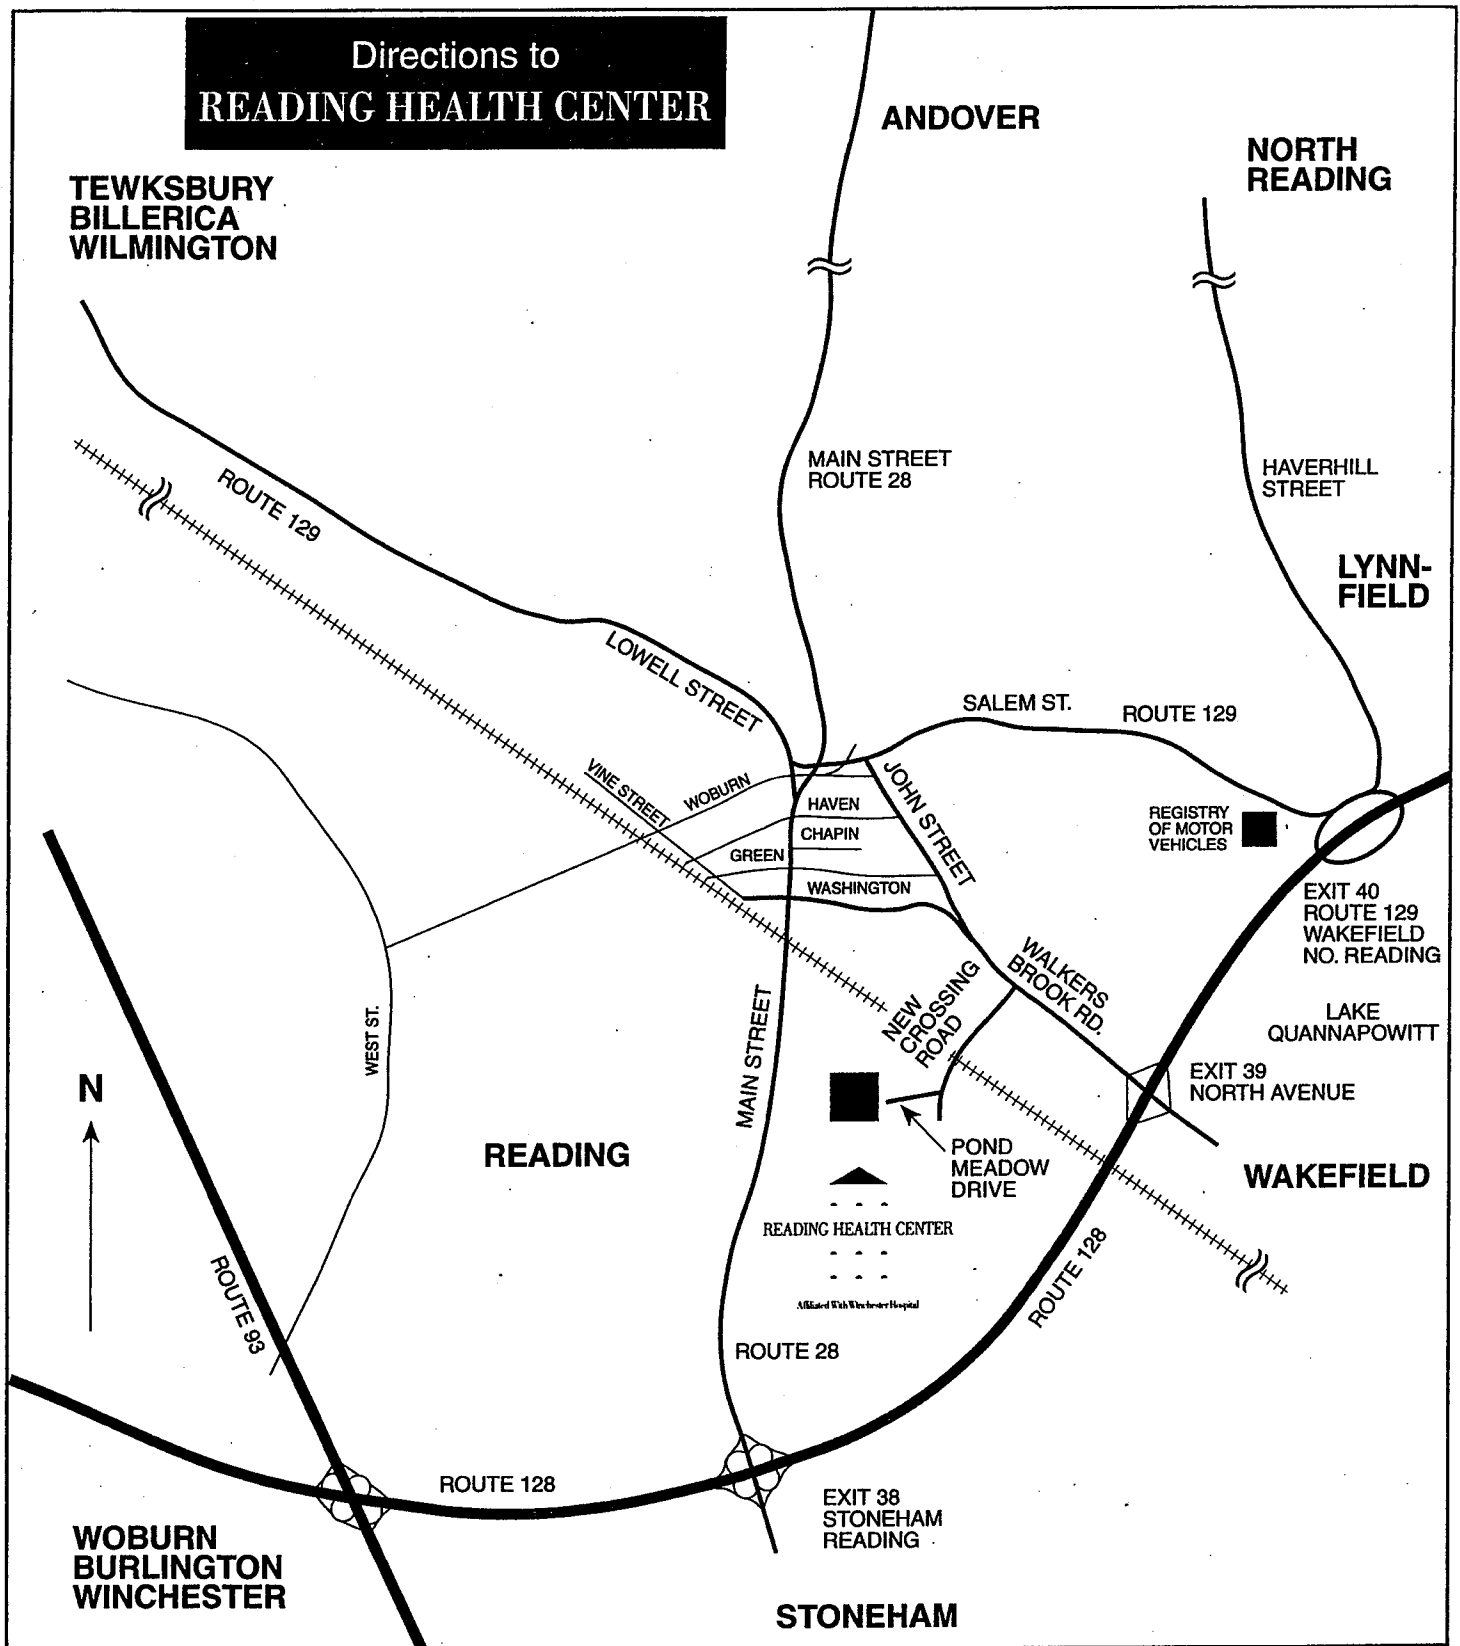 Directions to
READING HEALTH CENTER
ANDOVER
NORTH
READING
TEWKSBURY
BILLERICA
WILMINGTON
MAIN STREET
ROUTE 28
HAVERHILL
STREET
ROUTE 129
LYNN-
FIELD
LOWELL STREET
SALEM ST.
ROUTE 129
VINE STREET
WOBURN
HAVEN
JOHN STREET
REGISTRY
OF MOTOR
VEHICLES
CHAPIN
GREEN
WASHINGTON
EXIT 40
ROUTE 129
WAKEFIELD
NO. READING
WALKERS
BROOK RD.
NEW
CROSSING
ROAD
LAKE
QUANNAPOWITT
WEST ST.
MAIN STREET
EXIT 39
NORTH AVENUE
N
READING
POND
MEADOW
DRIVE
WAKEFIELD
READING HEALTH CENTER
Affiliated With Winchester Hospital
ROUTE 93
ROUTE 128
ROUTE 28
ROUTE 128
EXIT 38
STONEHAM
READING
WOBURN
BURLINGTON
WINCHESTER
STONEHAM